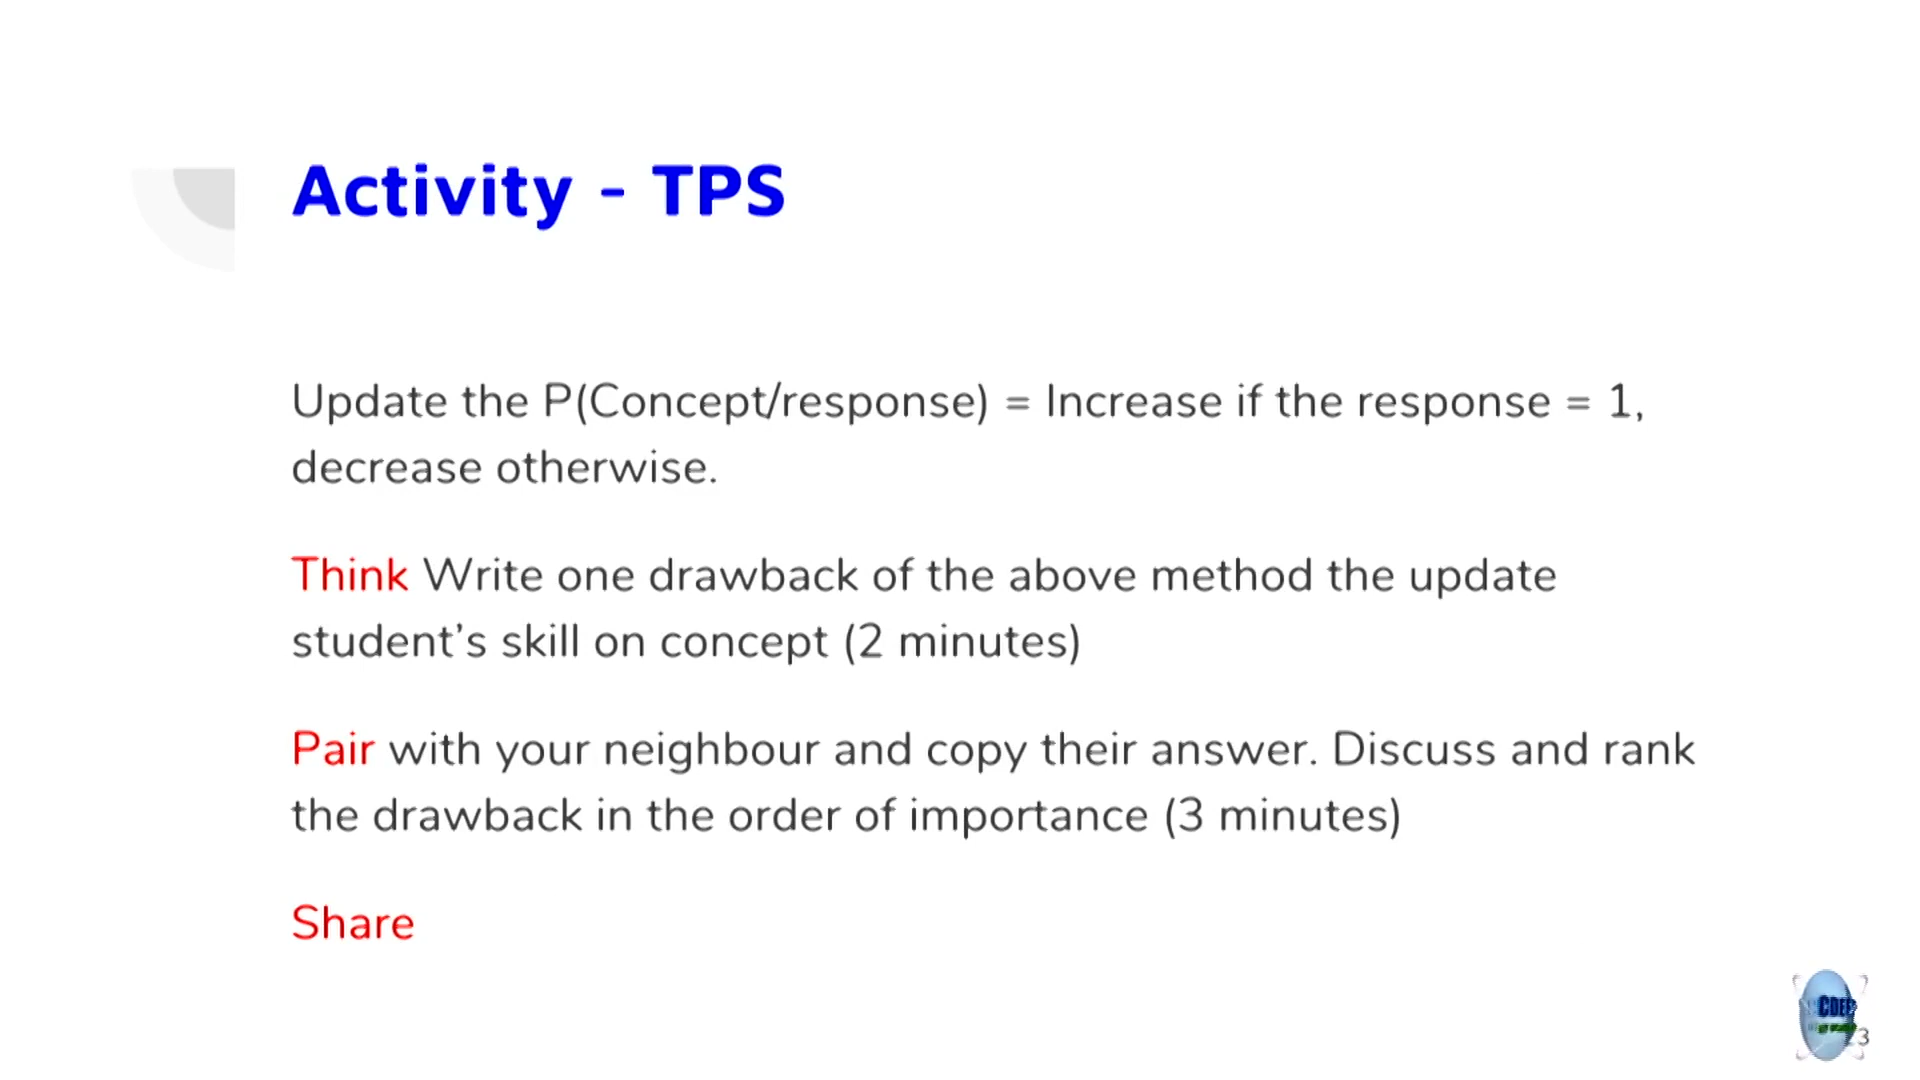 Activity - TPS
Update the P(Concept/response) = Increase if the response = 1,
decrease otherwise.
Think Write one drawback of the above method the update
student’s skill on concept (2 minutes)
Pair with your neighbour and copy their answer. Discuss and rank
the drawback in the order of importance (3 minutes)
Share
CDEEP